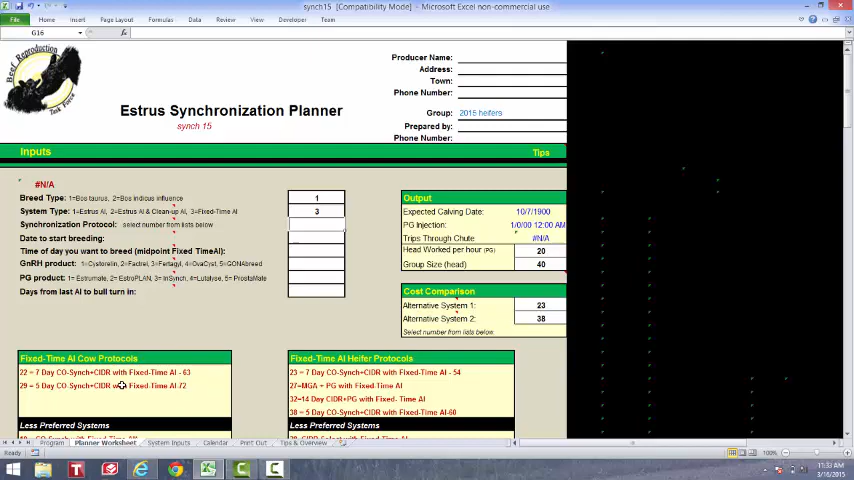 synch15 [Compatibility Mode] - Microsoft Excel non-commercial use
File Home Insert Page Layout Formulas Data Review View Developer Team
G16 fx
Beef Reproduction
Task Force
Estrus Synchronization Planner
synch 15
Producer Name:
Address:
Town:
Phone Number:
Group: 2015 heifers
Prepared by:
Phone Number:
Inputs Tips
#N/A
Breed Type: 1=Bos taurus, 2=Bos indicus influence 1
System Type: 1=Estrus AI, 2=Estrus AI & Clean-up AI, 3=Fixed-Time AI 3
Synchronization Protocol: select number from lists below
Date to start breeding:
Time of day you want to breed (midpoint Fixed TimeAI):
GnRH product: 1=Cystorelin, 2=Factrel, 3=Fertagyl, 4=OvaCyst, 5=GONAbreed
PG product: 1= Estrumate, 2= EstroPLAN, 3= InSynch, 4= Lutalyse, 5= ProstaMate
Days from last AI to bull turn in:
Output
Expected Calving Date: 10/7/1900
PG Injection: 1/0/00 12:00 AM
Trips Through Chute #N/A
Head Worked per hour (PG) 20
Group Size (head) 40
Cost Comparison
Alternative System 1: 23
Alternative System 2: 38
Select number from lists below.
Fixed-Time AI Cow Protocols
22 = 7 Day CO-Synch+CIDR with Fixed-Time AI - 63
29 = 5 Day CO-Synch+CIDR with Fixed-Time AI 72
Less Preferred Systems
Fixed-Time AI Heifer Protocols
23 = 7 Day CO-Synch+CIDR with Fixed-Time AI - 54
27=MGA + PG with Fixed-Time AI
32=14 Day CIDR+PG with Fixed- Time AI
38 = 5 Day CO-Synch+CIDR with Fixed-Time AI-60
Less Preferred Systems
Program Planner Worksheet System Inputs Calendar Print Out Tips & Overview
Ready 100%
11:33 AM
3/16/2015